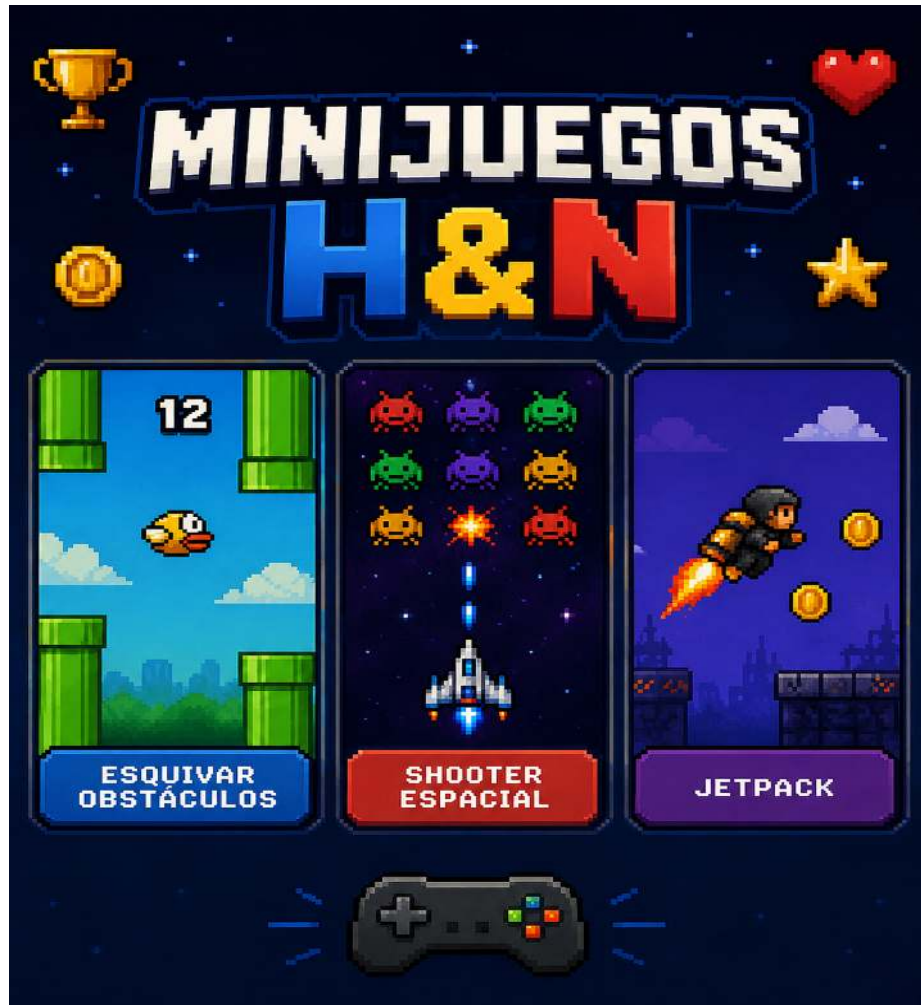 MINIJUEGOS
H&N
12
ESQUIVAR
OBSTÁCULOS
SHOOTER
ESPACIAL
JETPACK